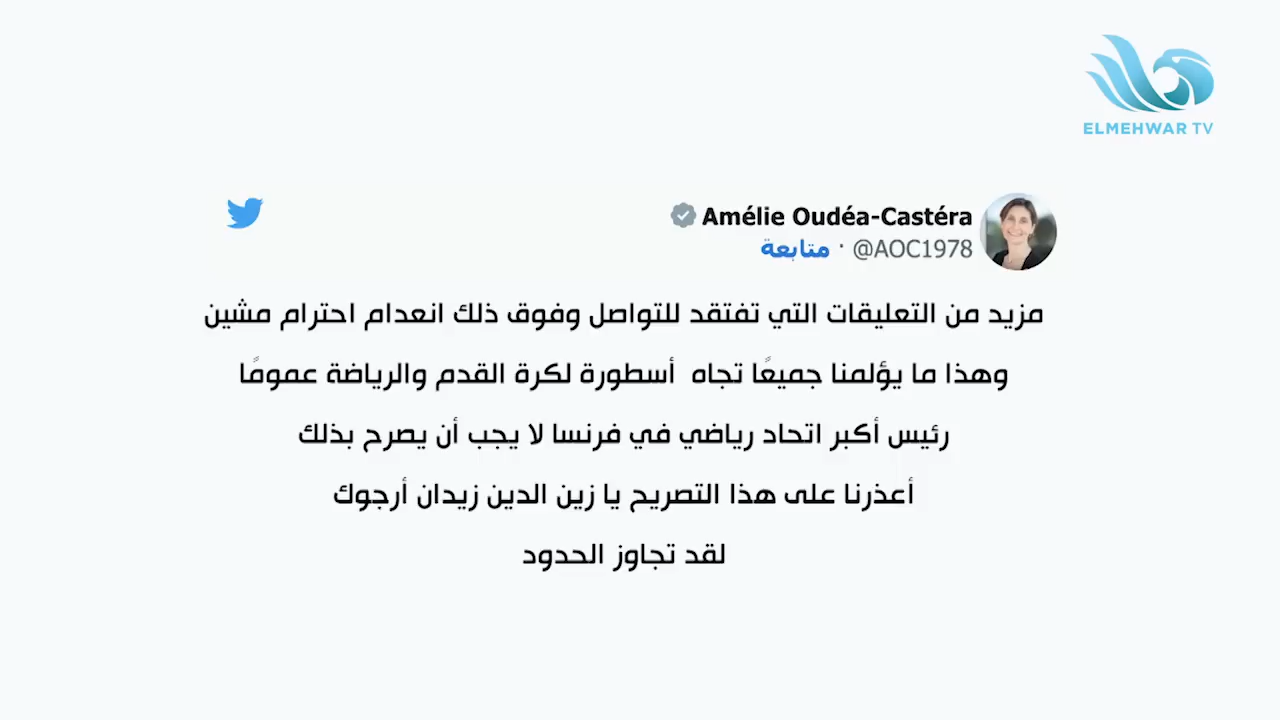 ELMEHWAR TV
Amélie Oudéa-Castéra
@AOC1978 · متابعة
مزيد من التعليقات التي تفتقد للتواصل وفوق ذلك انعدام احترام مشين
وهذا ما يؤلمنا جميعًا تجاه أسطورة لكرة القدم والرياضة عمومًا
رئيس أكبر اتحاد رياضي في فرنسا لا يجب أن يصرح بذلك
أعذرنا على هذا التصريح يا زين الدين زيدان أرجوك
لقد تجاوز الحدود